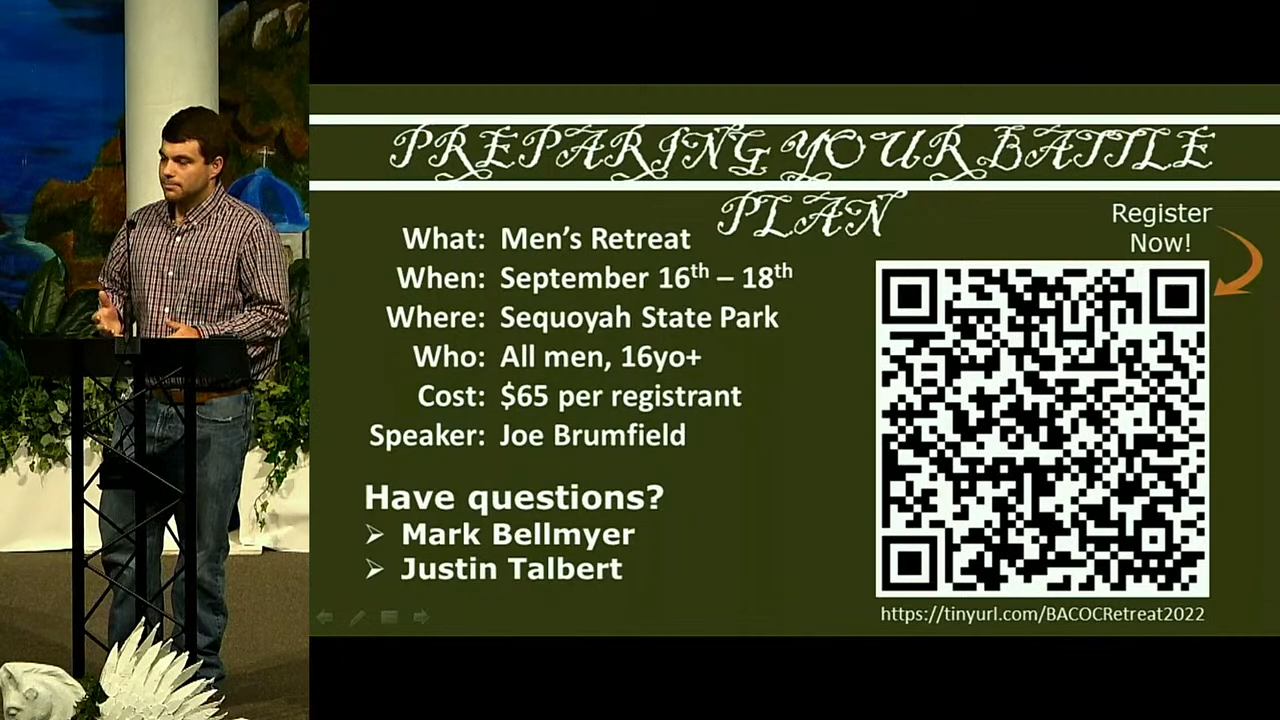 PREPARING YOUR BATTLE
PLAN
What: Men's Retreat
When: September 16th – 18th
Where: Sequoyah State Park
Who: All men, 16yo+
Cost: $65 per registrant
Speaker: Joe Brumfield
Have questions?
➢ Mark Bellmyer
➢ Justin Talbert
Register
Now!
https://tinyurl.com/BACOCRetreat2022